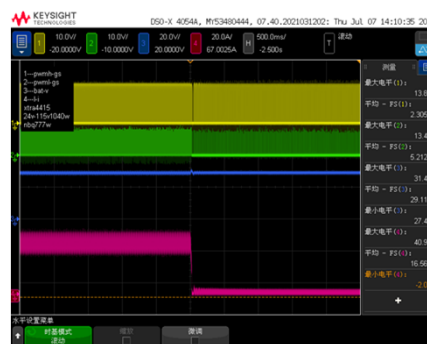 KEYSIGHT
TECHNOLOGIES
DSO-X 4054A, MY53480444, 07.40.2021031202: Thu Jul 07 14:10:35 20
1 10.0V/ -20.0000V
2 10.0V/ -10.0000V
3 20.0V/ 20.0000V
4 20.0A/ 67.0025A
H 500.0ms/ -2.500s
T 滚动
1---pwmh-gs
2---pwml-gs
3---bat-v
4---l-i
xtra4415
24v-115v1040w
nbq777w
测量
最大电平(1):
13.8
平均 - FS(1):
2.305
最大电平(2):
13.4
平均 - FS(2):
5.212
最大电平(3):
31.4
平均 - FS(3):
29.11
最小电平(3):
27.4
最大电平(4):
40.9
平均 - FS(4):
16.56
最小电平(4):
-2.0
水平设置菜单
时基模式
滚动
缩放
微调